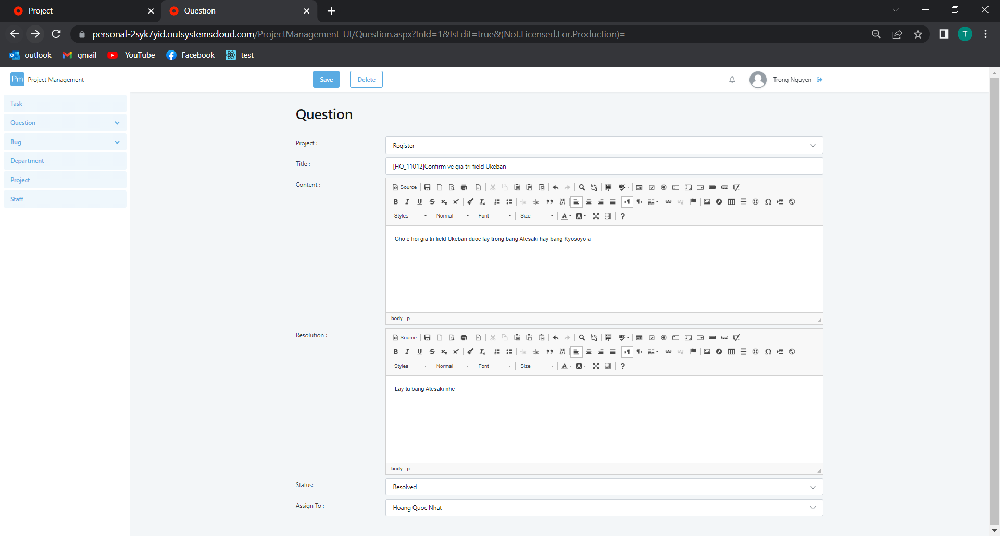 Project
Question
personal-2syk7yid.outsystemscloud.com/ProjectManagement_UI/Question.aspx?InId=1&IsEdit=true&(Not.Licensed.For.Production)=
T
outlook
gmail
YouTube
Facebook
test
Pm Project Management
Save
Delete
Trong Nguyen
Task
Question
Bug
Department
Project
Staff
Question
Project :
Register
Title :
[HQ_11012]Confirm ve gia tri field Ukeban
Content :
Source
Styles Normal Font Size
Cho e hoi gia tri field Ukeban duoc lay trong bang Atesaki hay bang Kyosoyo a
body p
Resolution :
Source
Styles Normal Font Size
Lay tu bang Atesaki nhe
body p
Status:
Resolved
Assign To :
Hoang Quoc Nhat